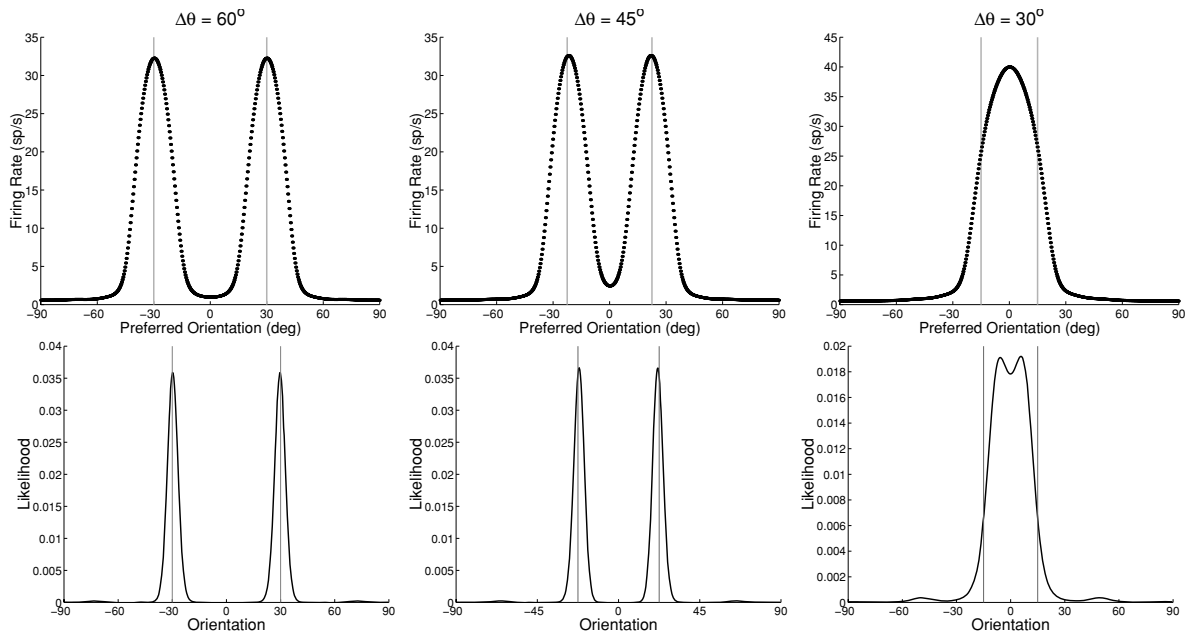 Δθ = 60°
Δθ = 45°
Δθ = 30°
35
30
25
20
15
10
5
0
Firing Rate (sp/s)
−90 −60 −30 0 30 60 90
Preferred Orientation (deg)
35
30
25
20
15
10
5
0
Firing Rate (sp/s)
−90 −60 −30 0 30 60 90
Preferred Orientation (deg)
45
40
35
30
25
20
15
10
5
0
Firing Rate (sp/s)
−90 −60 −30 0 30 60 90
Preferred Orientation (deg)
0.04
0.035
0.03
0.025
0.02
0.015
0.01
0.005
0
Likelihood
−90 −60 −30 0 30 60 90
Orientation
0.04
0.035
0.03
0.025
0.02
0.015
0.01
0.005
0
Likelihood
−90 −45 0 45 90
Orientation
0.02
0.018
0.016
0.014
0.012
0.01
0.008
0.006
0.004
0.002
Likelihood
−90 −60 −30 0 30 60 90
Orientation